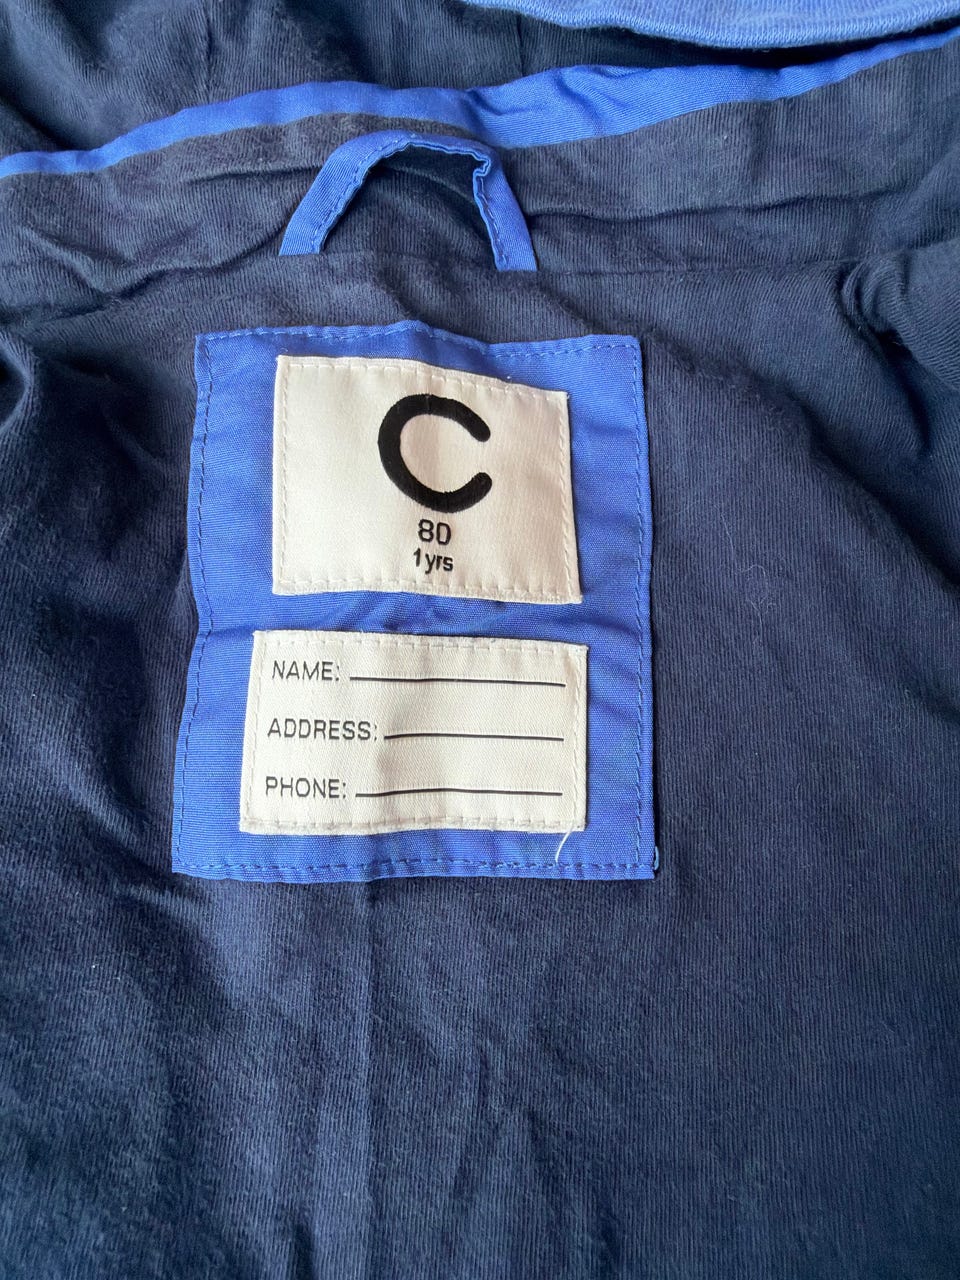 C
80
1yrs
NAME:
ADDRESS:
PHONE: